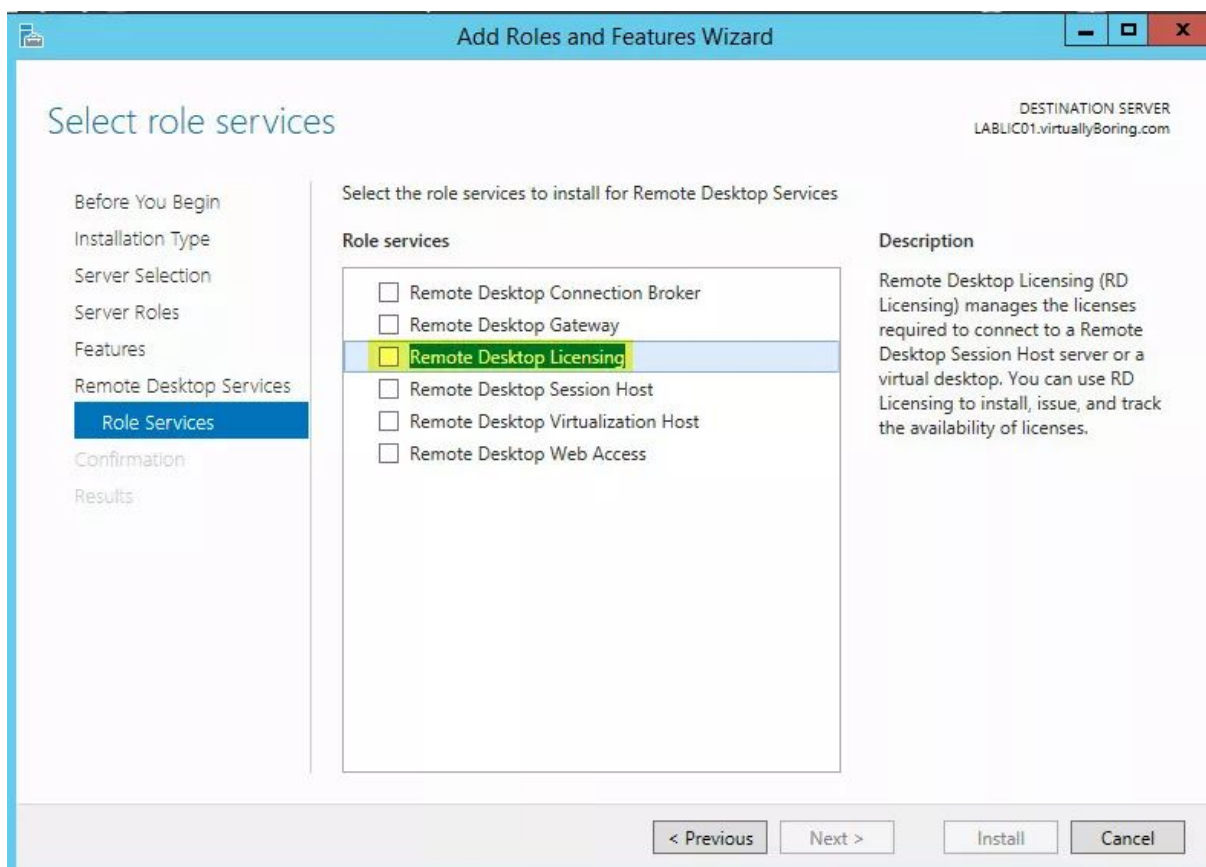 Add Roles and Features Wizard
x
Select role services
DESTINATION SERVER
LABLIC01.virtuallyBoring.com
Before You Begin
Installation Type
Server Selection
Server Roles
Features
Remote Desktop Services
Role Services
Confirmation
Results
Select the role services to install for Remote Desktop Services
Role services
Remote Desktop Connection Broker
Remote Desktop Gateway
Remote Desktop Licensing
Remote Desktop Session Host
Remote Desktop Virtualization Host
Remote Desktop Web Access
Description
Remote Desktop Licensing (RD
Licensing) manages the licenses
required to connect to a Remote
Desktop Session Host server or a
virtual desktop. You can use RD
Licensing to install, issue, and track
the availability of licenses.
< Previous
Next >
Install
Cancel